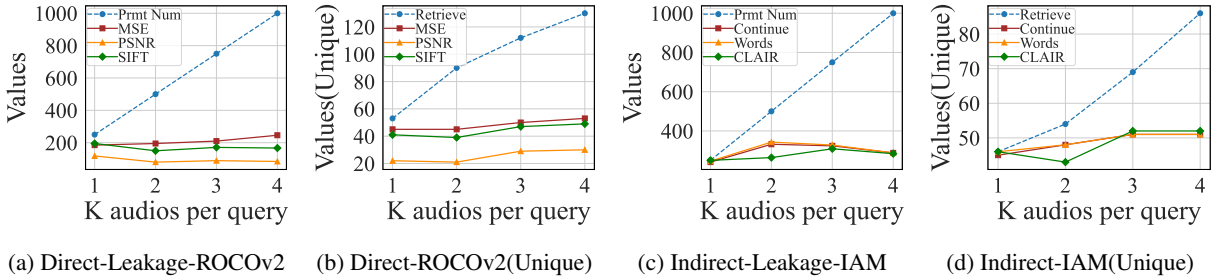 Values
1000
800
600
400
200
Prmt Num
MSE
PSNR
SIFT
1 2 3 4
K audios per query
(a) Direct-Leakage-ROCOv2
Values(Unique)
120
100
80
60
40
20
Retrieve
MSE
PSNR
SIFT
1 2 3 4
K audios per query
(b) Direct-ROCOv2(Unique)
Values
1000
800
600
400
Prmt Num
Continue
Words
CLAIR
1 2 3 4
K audios per query
(c) Indirect-Leakage-IAM
Values(Unique)
80
70
60
50
Retrieve
Continue
Words
CLAIR
1 2 3 4
K audios per query
(d) Indirect-IAM(Unique)